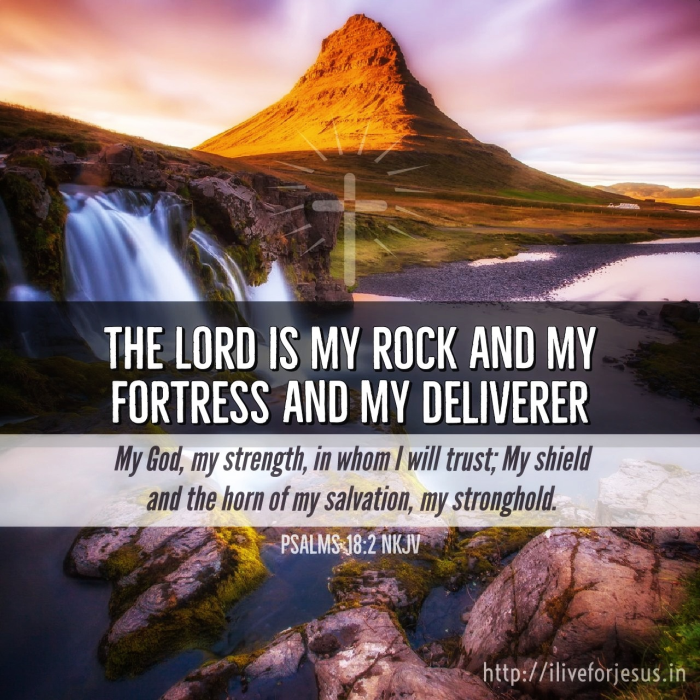 THE LORD IS MY ROCK AND MY
FORTRESS AND MY DELIVERER
My God, my strength, in whom I will trust; My shield
and the horn of my salvation, my stronghold.
PSALMS 18:2 NKJV
http://iliveforjesus.in